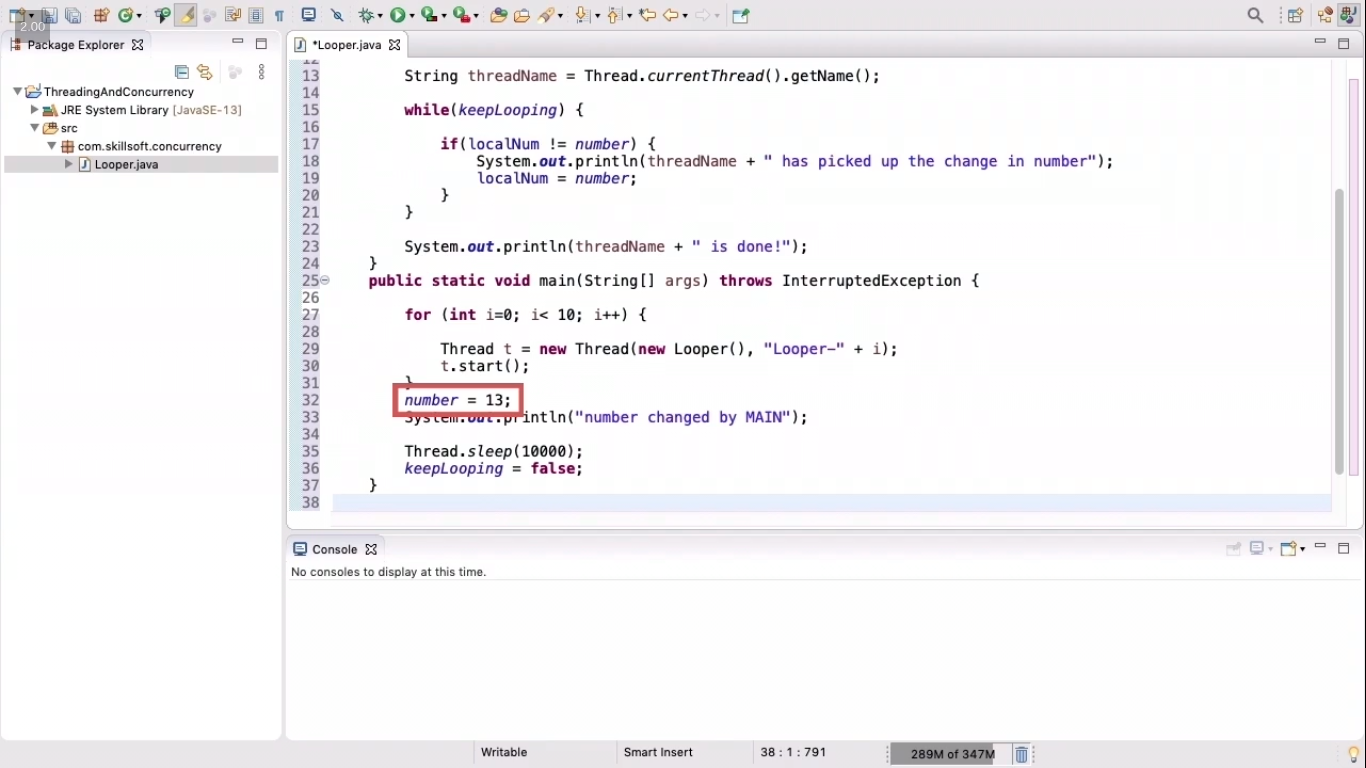 2.00
Package Explorer
ThreadingAndConcurrency
JRE System Library [JavaSE-13]
src
com.skillsoft.concurrency
Looper.java
*Looper.java
12
13 String threadName = Thread.currentThread().getName();
14
15 while(keepLooping) {
16
17 if(localNum != number) {
18 System.out.println(threadName + " has picked up the change in number");
19 localNum = number;
20 }
21 }
22
23 System.out.println(threadName + " is done!");
24 }
25 public static void main(String[] args) throws InterruptedException {
26
27 for (int i=0; i< 10; i++) {
28
29 Thread t = new Thread(new Looper(), "Looper-" + i);
30 t.start();
31 }
32 number = 13;
33 System.out.println("number changed by MAIN");
34
35 Thread.sleep(10000);
36 keepLooping = false;
37 }
38
Console
No consoles to display at this time.
Writable Smart Insert 38 : 1 : 791 289M of 347M